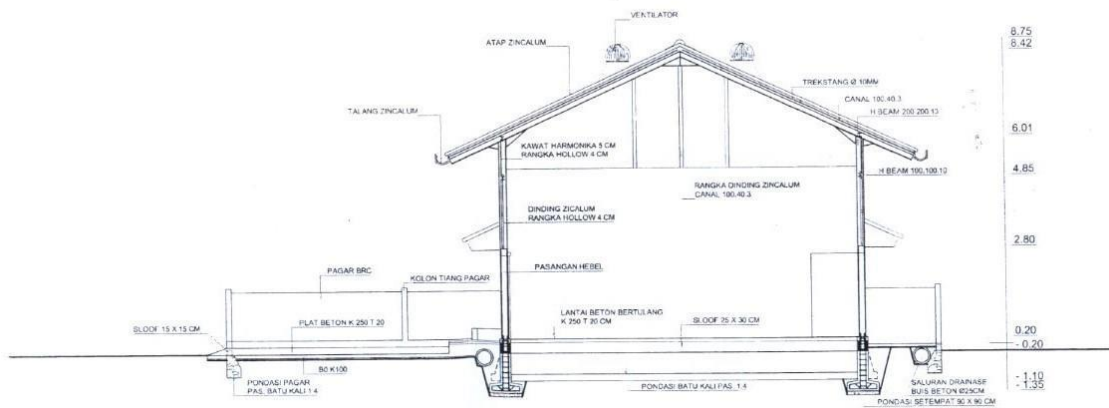 VENTILATOR
ATAP ZINCALUM
8.75
8.42
TREKSTANG Ø 10MM
CANAL 100.40.3
H BEAM 200.200.10
TALANG ZINCALUM
6.01
KAWAT HARMONIKA 5 CM
RANGKA HOLLOW 4 CM
4.85
H BEAM 100.100.10
RANGKA DINDING ZINCALUM
CANAL 100.40.3
DINDING ZICALUM
RANGKA HOLLOW 4 CM
2.80
PASANGAN HEBEL
PAGAR BRC
KOLON TIANG PAGAR
LANTAI BETON BERTULANG
K 250 T 20 CM
SLOOF 25 X 30 CM
PLAT BETON K 250 T 20
SLOOF 15 X 15 CM
0.20
- 0.20
B0 K100
PONDASI PAGAR
PAS. BATU KALI 1:4
PONDASI BATU KALI PAS. 1:4
SALURAN DRAINASE
BUIS BETON Ø25CM
PONDASI SETEMPAT 90 X 90 CM
- 1.10
- 1.35